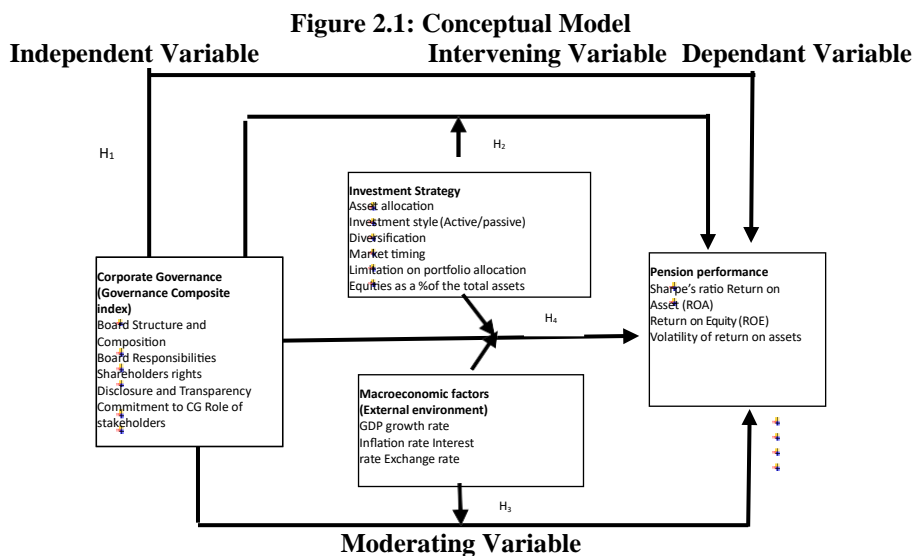 Figure 2.1: Conceptual Model
Independent Variable Intervening Variable Dependant Variable
H1
H2
Investment Strategy
Asset allocation
Investment style (Active/passive)
Diversification
Market timing
Limitation on portfolio allocation
Equities as a %of the total assets
Corporate Governance
(Governance Composite
index)
Board Structure and
Composition
Board Responsibilities
Shareholders rights
Disclosure and Transparency
Commitment to CG Role of
stakeholders
Pension performance
Sharpe's ratio Return on
Asset (ROA)
Return on Equity (ROE)
Volatility of return on assets
H4
Macroeconomic factors
(External environment)
GDP growth rate
Inflation rate Interest
rate Exchange rate
H3
Moderating Variable